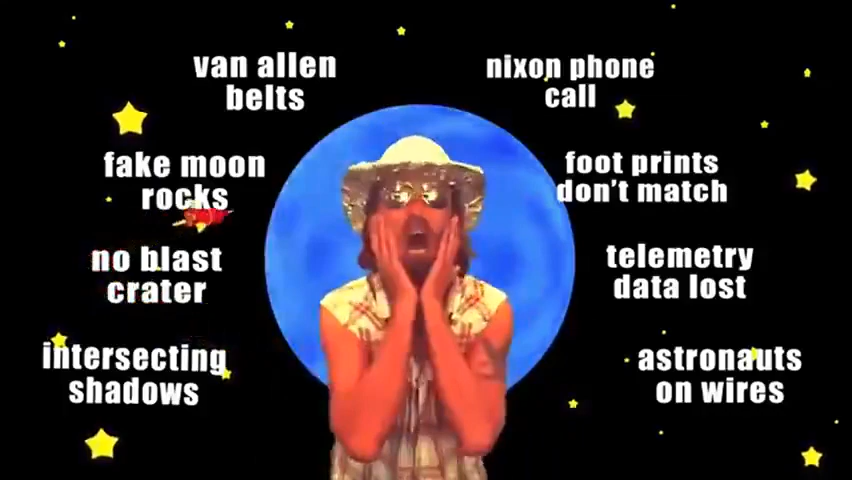 van allen
belts
nixon phone
call
fake moon
rocks
foot prints
don't match
no blast
crater
telemetry
data lost
intersecting
shadows
astronauts
on wires